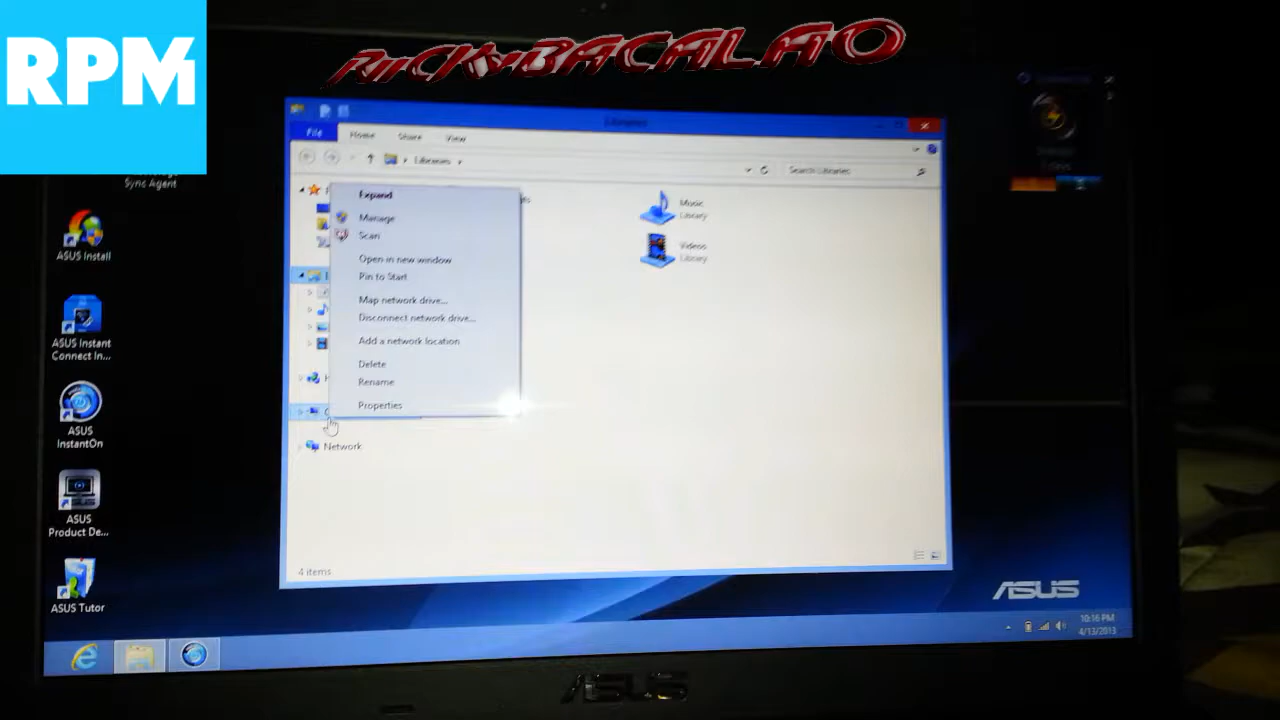 RPM
RICKyBACALAO
Sync Agent
ASUS Install
ASUS Instant
Connect In...
ASUS
InstantOn
ASUS
Product De...
ASUS Tutor
Libraries
File
Home
Share
View
Libraries
Search Libraries
Expand
Manage
Scan
Open in new window
Pin to Start
Map network drive...
Disconnect network drive...
Add a network location
Delete
Rename
Properties
Network
Music
Library
Videos
Library
4 items
ASUS
10:16 PM
4/13/2013
ASUS